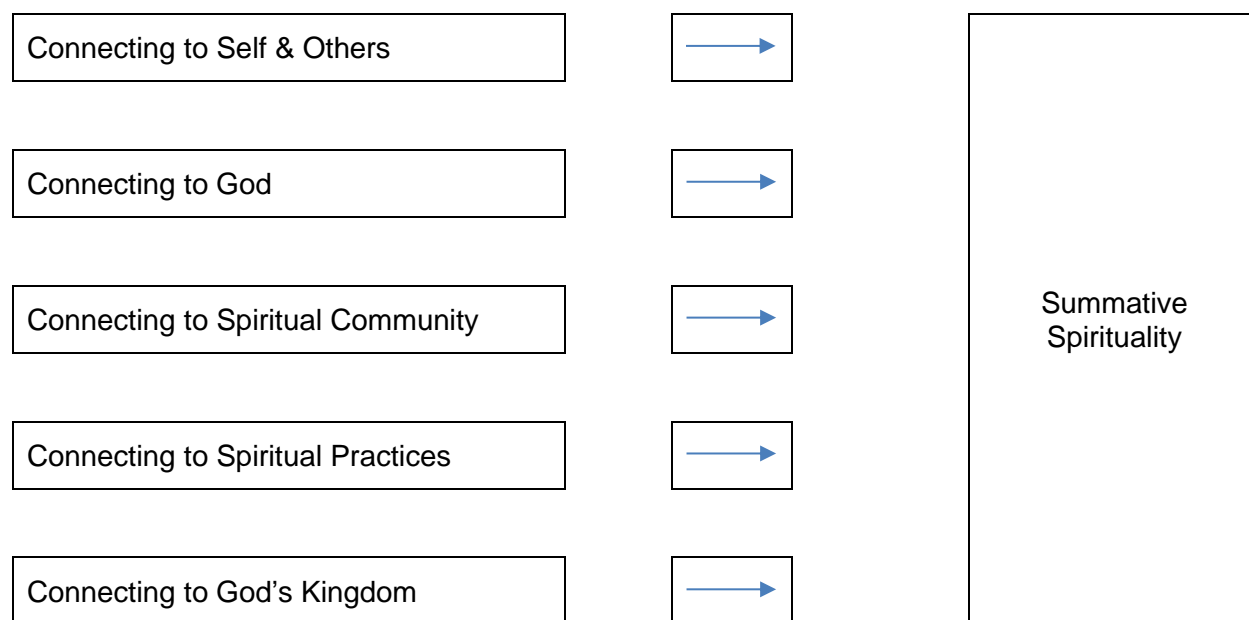 Connecting to Self & Others
Connecting to God
Connecting to Spiritual Community
Connecting to Spiritual Practices
Connecting to God’s Kingdom
Summative
Spirituality